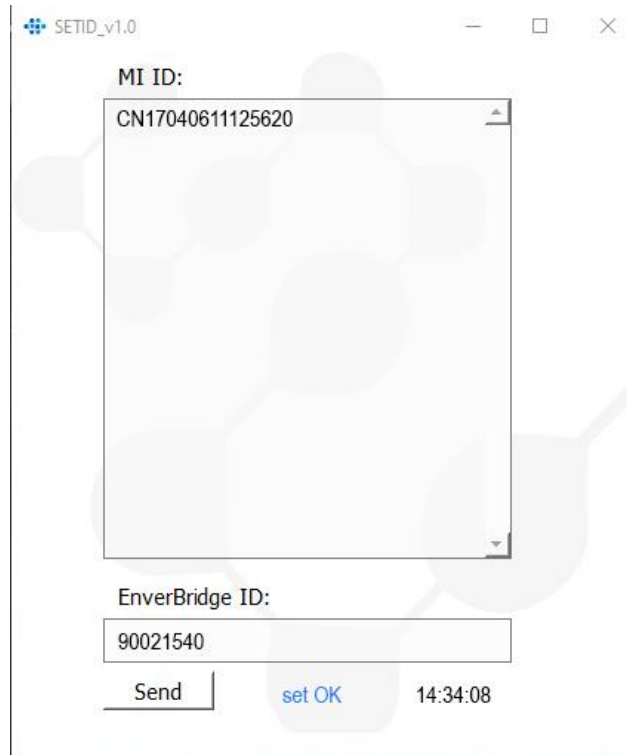 SETID_v1.0
MI ID:
CN17040611125620
EnverBridge ID:
90021540
Send set OK 14:34:08